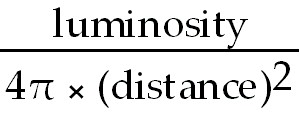 luminosity
4π × (distance)²